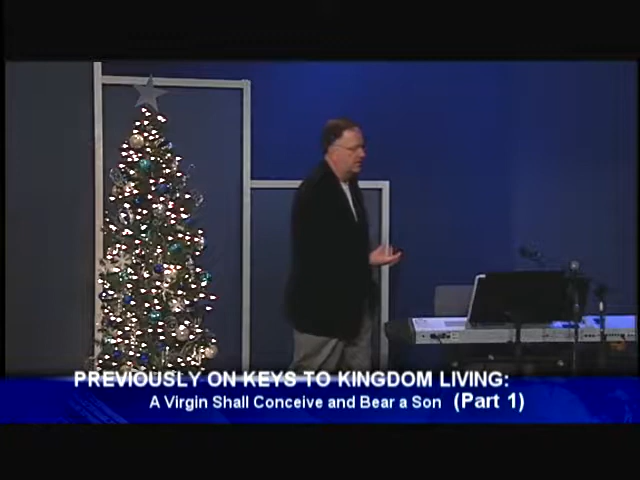 PREVIOUSLY ON KEYS TO KINGDOM LIVING:
A Virgin Shall Conceive and Bear a Son (Part 1)